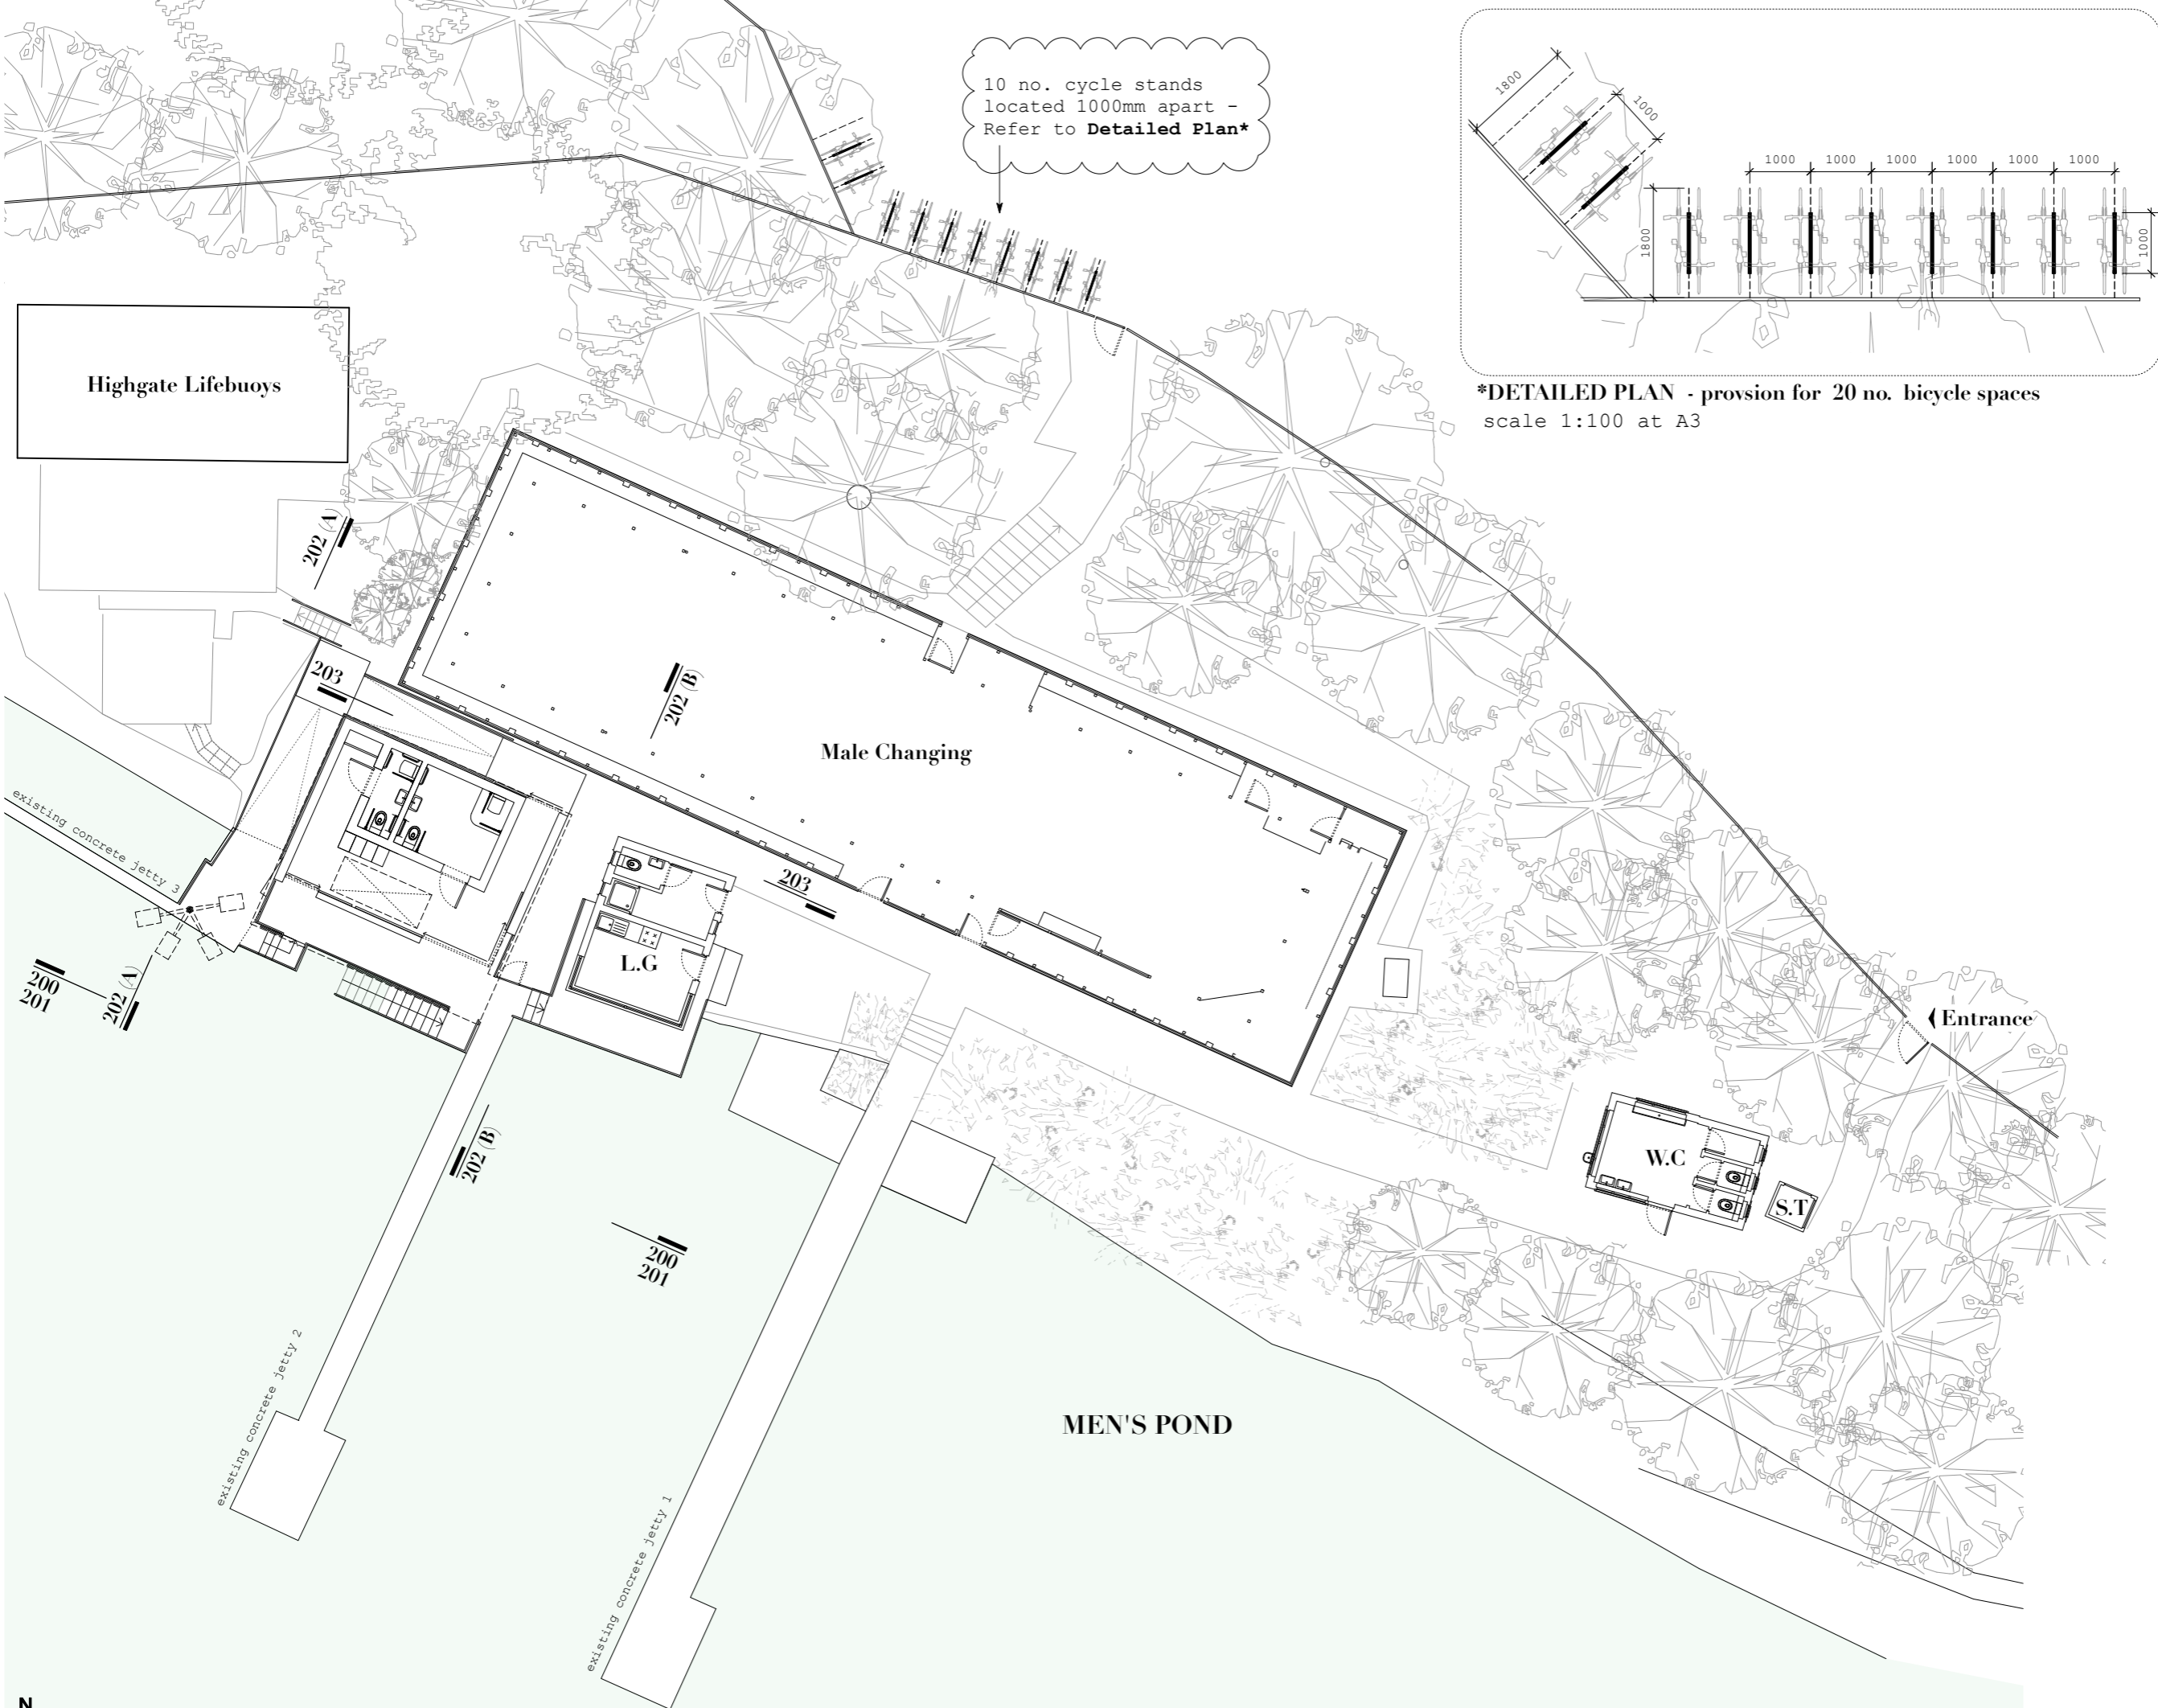 10 no. cycle stands
located 1000mm apart -
Refer to Detailed Plan*
1800
1000
1000 1000 1000 1000 1000 1000
1800
1000
*DETAILED PLAN - provsion for 20 no. bicycle spaces
scale 1:100 at A3
Highgate Lifebuoys
202 (A)
203
202 (B)
Male Changing
existing concrete jetty 3
203
L.G
200
201
202 (A)
Entrance
W.C
S.T
202 (B)
200
201
existing concrete jetty 2
MEN'S POND
existing concrete jetty 1
N